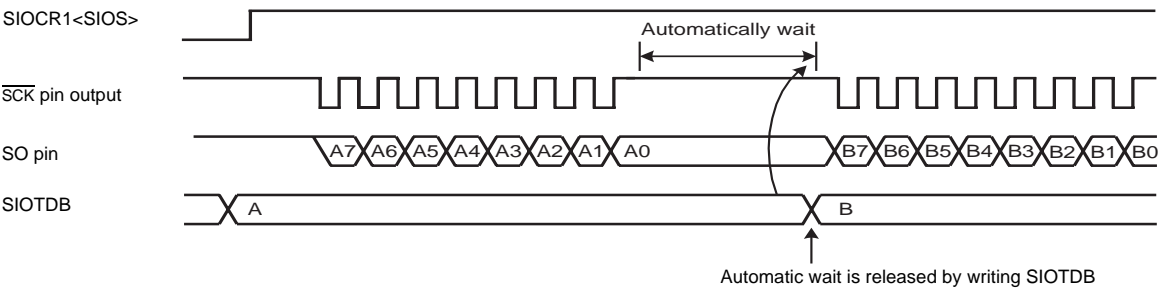 SIOCR1<SIOS>
Automatically wait
SCK pin output
SO pin A7 A6 A5 A4 A3 A2 A1 A0 B7 B6 B5 B4 B3 B2 B1 B0
SIOTDB A B
Automatic wait is released by writing SIOTDB